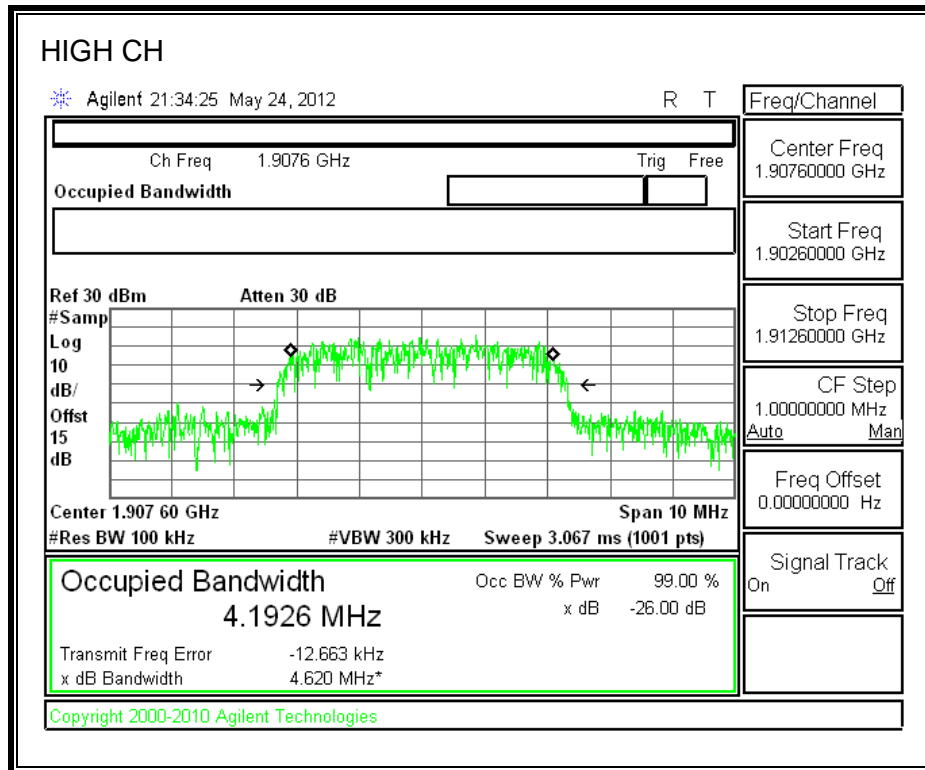 HIGH CH
Agilent 21:34:25 May 24, 2012 R T
Freq/Channel
Ch Freq 1.9076 GHz Trig Free
Occupied Bandwidth
Center Freq
1.90760000 GHz
Start Freq
1.90260000 GHz
Stop Freq
1.91260000 GHz
CF Step
1.00000000 MHz
Auto Man
Freq Offset
0.00000000 Hz
Signal Track
On Off
Ref 30 dBm Atten 30 dB
#Samp
Log
10
dB/
Offst
15
dB
Center 1.907 60 GHz Span 10 MHz
#Res BW 100 kHz #VBW 300 kHz Sweep 3.067 ms (1001 pts)
Occupied Bandwidth Occ BW % Pwr 99.00 %
4.1926 MHz x dB -26.00 dB
Transmit Freq Error -12.663 kHz
x dB Bandwidth 4.620 MHz*
Copyright 2000-2010 Agilent Technologies